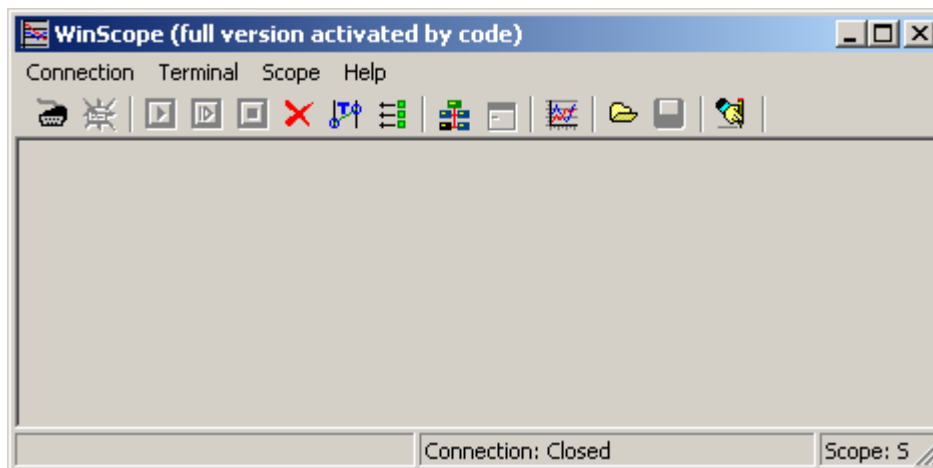 WinScope (full version activated by code)
Connection Terminal Scope Help
Connection: Closed Scope: S